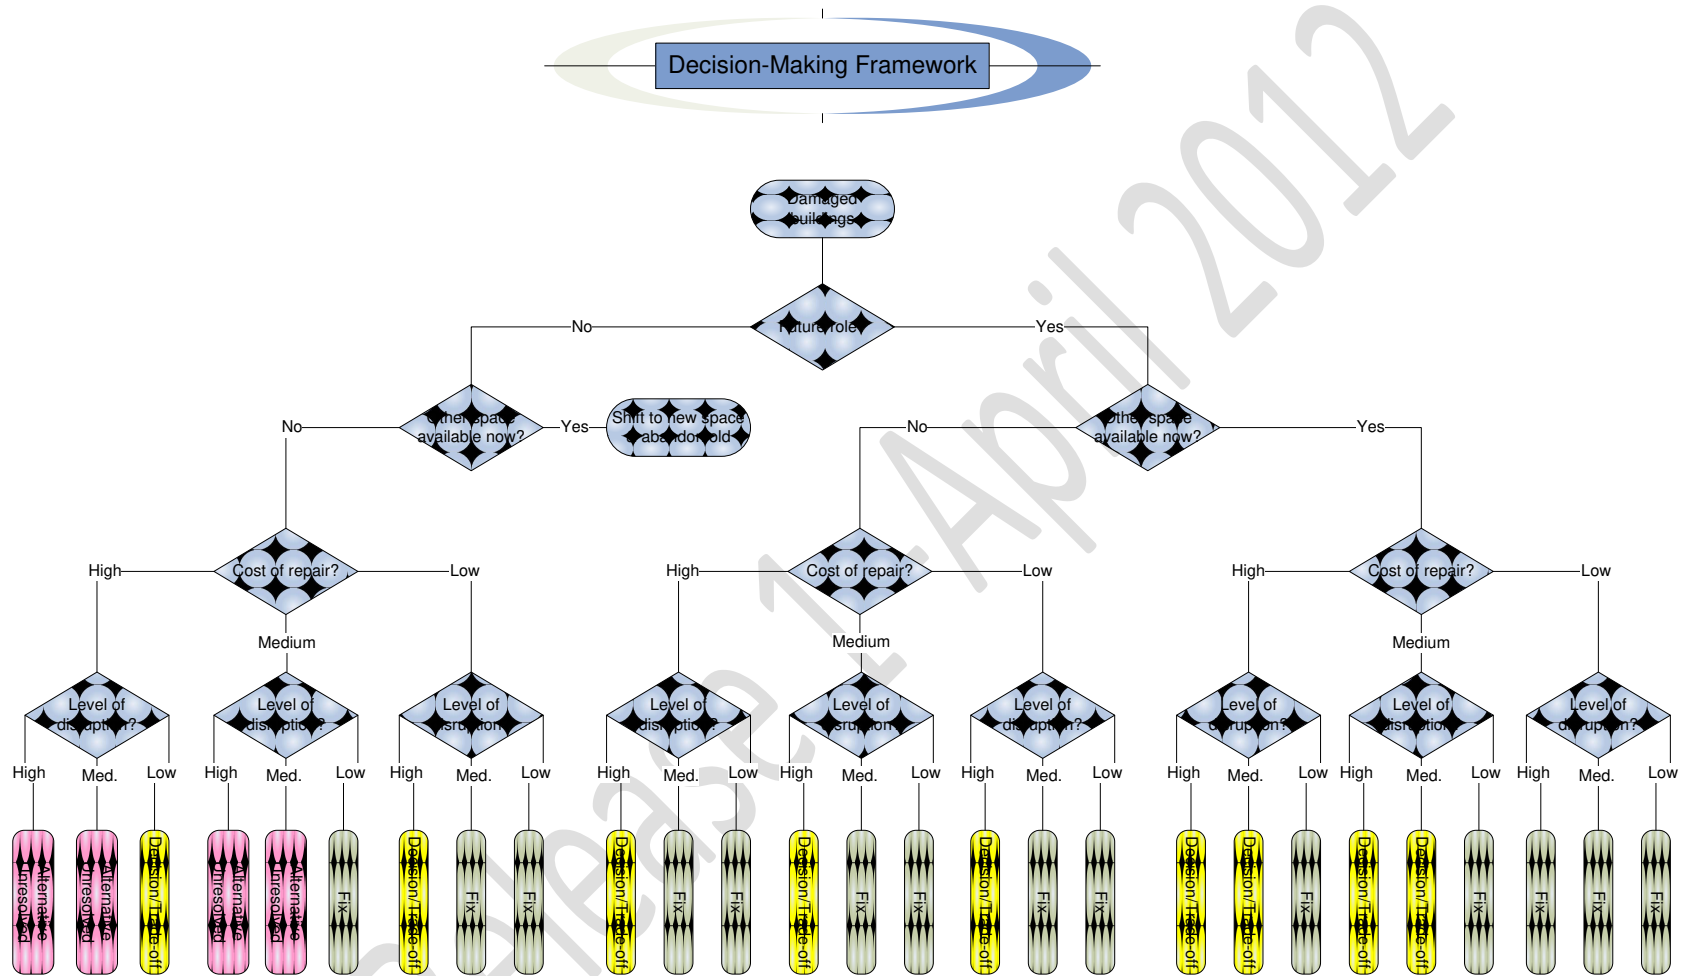 Decision-Making Framework
Damaged
buildings
Future role
No
Yes
Other space
available now?
No
Yes
Shift to new space
abandon old
Other space
available now?
No
Yes
Cost of repair?
High
Medium
Low
Cost of repair?
High
Medium
Low
Cost of repair?
High
Medium
Low
Level of
disruption?
Level of
disruption?
Level of
disruption
Level of
disruption?
Level of
disruption
Level of
disruption?
Level of
disruption?
Level of
disruption
Level of
disruption?
High
Med.
Low
High
Med.
Low
High
Med.
Low
High
Med.
Low
High
Med.
Low
High
Med.
Low
High
Med.
Low
High
Med.
Low
High
Med.
Low
Alternative
Unresolved
Alternative
Unresolved
Decision/Trade-off
Alternative
Unresolved
Alternative
Unresolved
Fix
Decision/Trade-off
Fix
Fix
Decision/Trade-off
Fix
Fix
Decision/Trade-off
Fix
Fix
Decision/Trade-off
Fix
Fix
Decision/Trade-off
Decision/Trade-off
Fix
Decision/Trade-off
Decision/Trade-off
Fix
Fix
Fix
Fix
Release 1 -April 2012